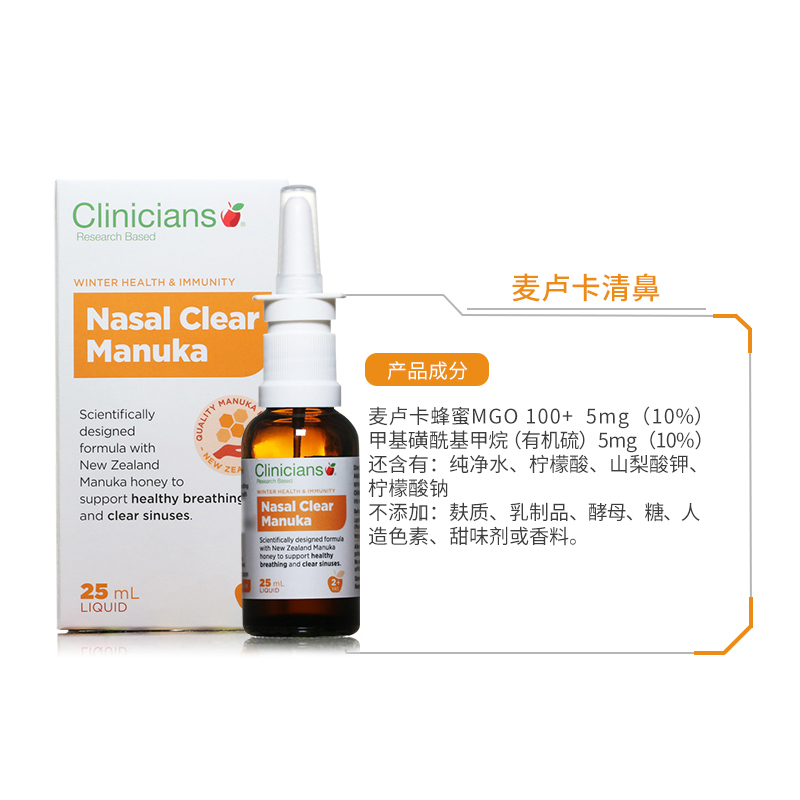 Clinicians
Research Based
WINTER HEALTH & IMMUNITY
Nasal Clear
Manuka
Scientifically
designed
formula with
New Zealand
Manuka honey to
support healthy breathing
and clear sinuses.
QUALITY MANUKA
25 mL
LIQUID
Clinicians
Research Based
WINTER HEALTH & IMMUNITY
Nasal Clear
Manuka
Scientifically designed formula
with New Zealand Manuka
honey to support healthy
breathing and clear sinuses.
25 mL
LIQUID
2+
麦卢卡清鼻
产品成分
麦卢卡蜂蜜MGO 100+ 5mg（10%）
甲基磺酰基甲烷（有机硫）5mg（10%）
还含有：纯净水、柠檬酸、山梨酸钾、
柠檬酸钠
不添加：麸质、乳制品、酵母、糖、人
造色素、甜味剂或香料。